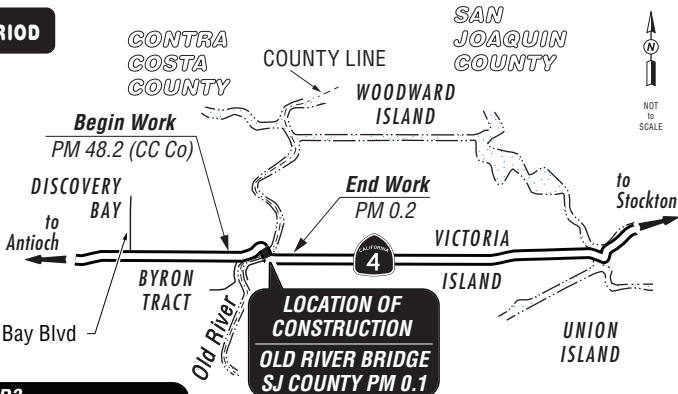 RIOD
CONTRA
COSTA
COUNTY
SAN
JOAQUIN
COUNTY
COUNTY LINE
WOODWARD
ISLAND
N
NOT
to
SCALE
Begin Work
PM 48.2 (CC Co)
DISCOVERY
BAY
End Work
PM 0.2
to
Stockton
to
Antioch
CALIFORNIA
4
VICTORIA
ISLAND
BYRON
TRACT
Bay Blvd
Old River
LOCATION OF
CONSTRUCTION
OLD RIVER BRIDGE
SJ COUNTY PM 0.1
UNION
ISLAND